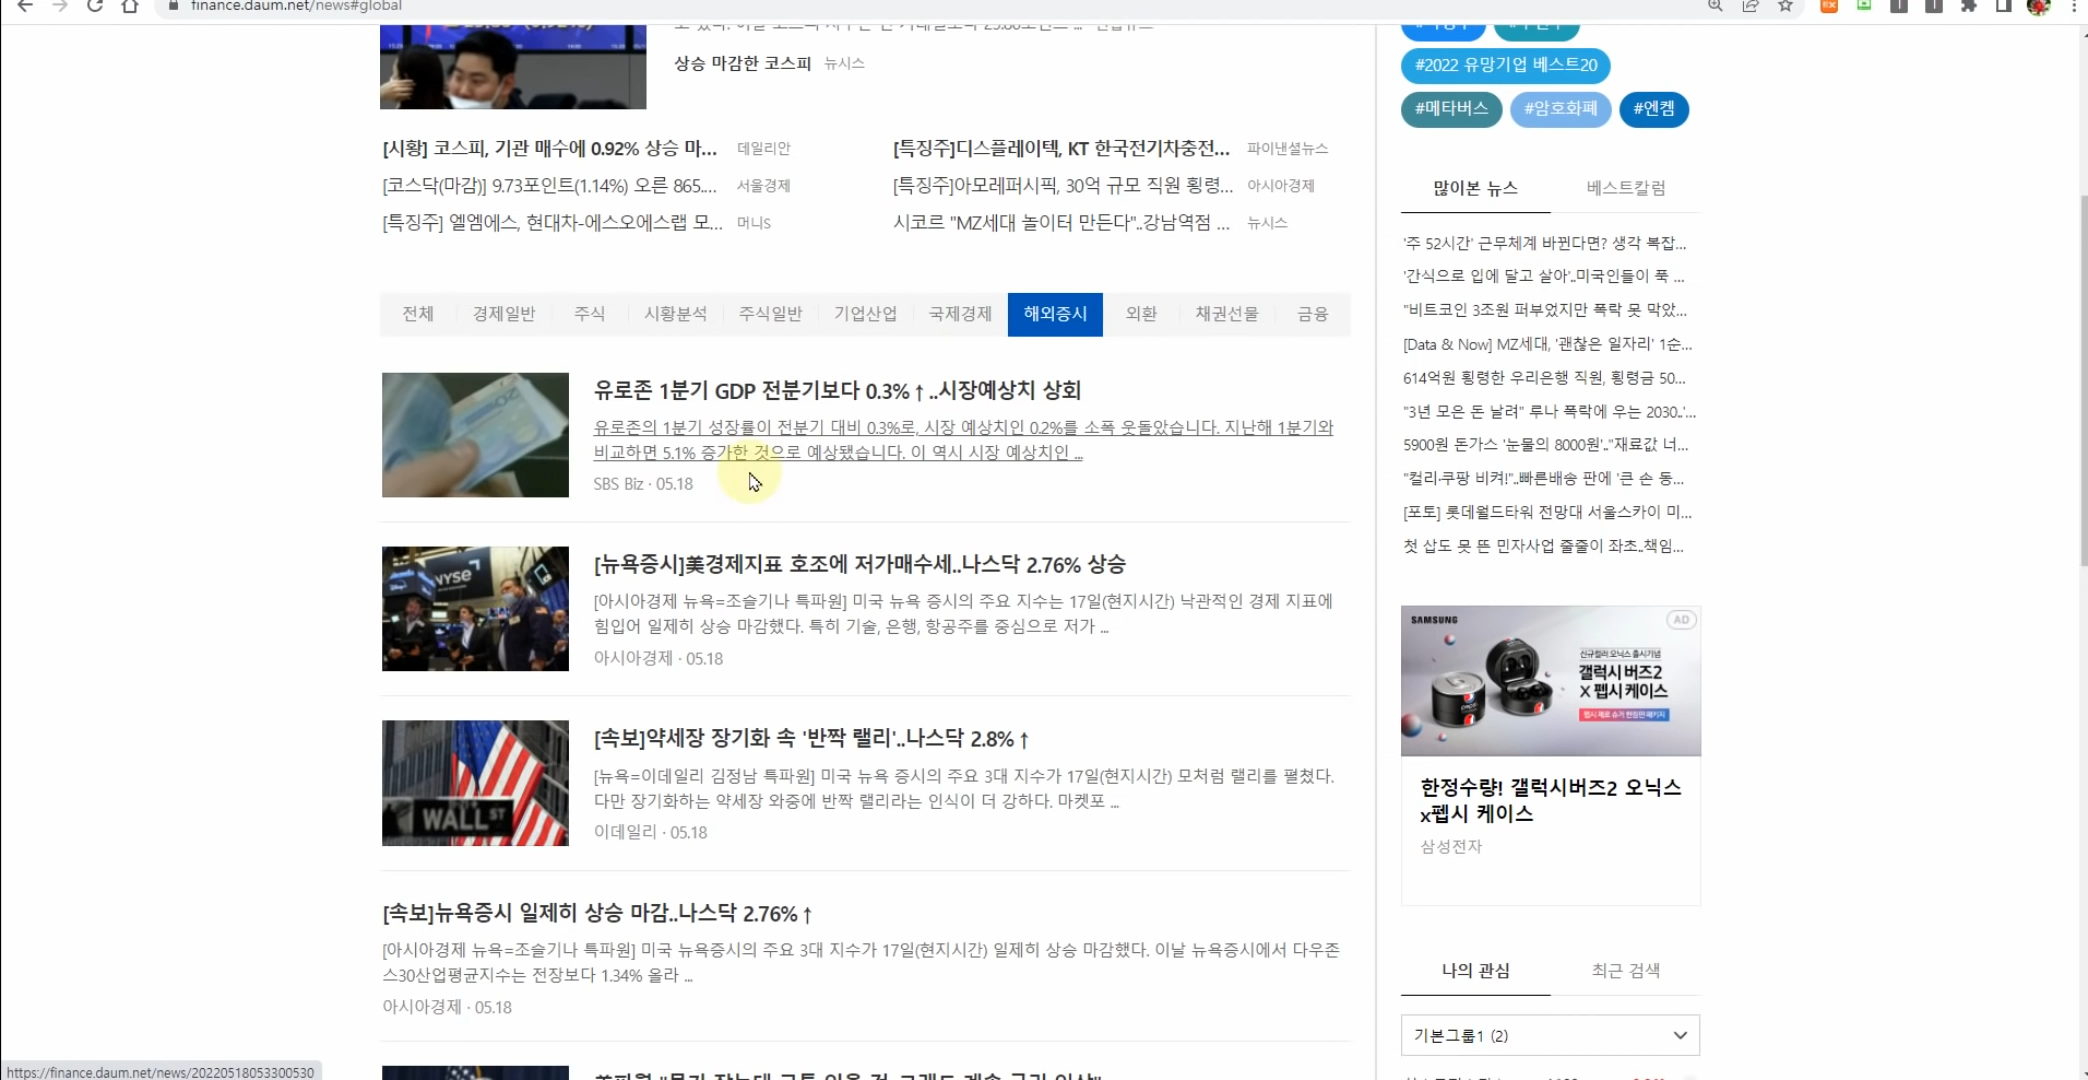 finance.daum.net/news#global
상승 마감한 코스피 뉴시스
[시황] 코스피, 기관 매수에 0.92% 상승 마... 데일리안
[코스닥(마감)] 9.73포인트(1.14%) 오른 865.... 서울경제
[특징주] 엘엠에스, 현대차-에스오에스랩 모... 머니S
[특징주]디스플레이텍, KT 한국전기차충전... 파이낸셜뉴스
[특징주]아모레퍼시픽, 30억 규모 직원 횡령... 아시아경제
시코르 "MZ세대 놀이터 만든다"..강남역점 ... 뉴시스
전체 경제일반 주식 시황분석 주식일반 기업산업 국제경제 해외증시 외환 채권선물 금융
유로존 1분기 GDP 전분기보다 0.3%↑..시장예상치 상회
유로존의 1분기 성장률이 전분기 대비 0.3%로, 시장 예상치인 0.2%를 소폭 웃돌았습니다. 지난해 1분기와
비교하면 5.1% 증가한 것으로 예상됐습니다. 이 역시 시장 예상치인 ...
SBS Biz · 05.18
[뉴욕증시]美경제지표 호조에 저가매수세..나스닥 2.76% 상승
[아시아경제 뉴욕=조슬기나 특파원] 미국 뉴욕 증시의 주요 지수는 17일(현지시간) 낙관적인 경제 지표에
힘입어 일제히 상승 마감했다. 특히 기술, 은행, 항공주를 중심으로 저가 ...
아시아경제 · 05.18
NYSE
[속보]약세장 장기화 속 '반짝 랠리'..나스닥 2.8%↑
[뉴욕=이데일리 김정남 특파원] 미국 뉴욕 증시의 주요 3대 지수가 17일(현지시간) 모처럼 랠리를 펼쳤다.
다만 장기화하는 약세장 와중에 반짝 랠리라는 인식이 더 강하다. 마켓포 ...
이데일리 · 05.18
WALL ST
[속보]뉴욕증시 일제히 상승 마감..나스닥 2.76%↑
[아시아경제 뉴욕=조슬기나 특파원] 미국 뉴욕증시의 주요 3대 지수가 17일(현지시간) 일제히 상승 마감했다. 이날 뉴욕증시에서 다우존
스30산업평균지수는 전장보다 1.34% 올라 ...
아시아경제 · 05.18
https://finance.daum.net/news/20220518053300530
#2022 유망기업 베스트20
#메타버스 #암호화폐 #엔켐
많이본 뉴스 베스트칼럼
'주 52시간' 근무체계 바뀐다면? 생각 복잡...
'간식으로 입에 달고 살아'..미국인들이 푹 ...
"비트코인 3조원 퍼부었지만 폭락 못 막았...
[Data & Now] MZ세대, '괜찮은 일자리' 1순...
614억원 횡령한 우리은행 직원, 횡령금 50...
"3년 모은 돈 날려" 루나 폭락에 우는 2030..'...
5900원 돈가스 '눈물의 8000원'.."재료값 너...
"컬리·쿠팡 비켜!"..빠른배송 판에 '큰 손 동...
[포토] 롯데월드타워 전망대 서울스카이 미...
첫 삽도 못 뜬 민자사업 줄줄이 좌초..책임...
SAMSUNG AD
신규컬러 오닉스 출시기념
갤럭시 버즈2
X 펩시 케이스
한정수량! 갤럭시버즈2 오닉스
x펩시 케이스
삼성전자
나의 관심 최근 검색
기본그룹1 (2)